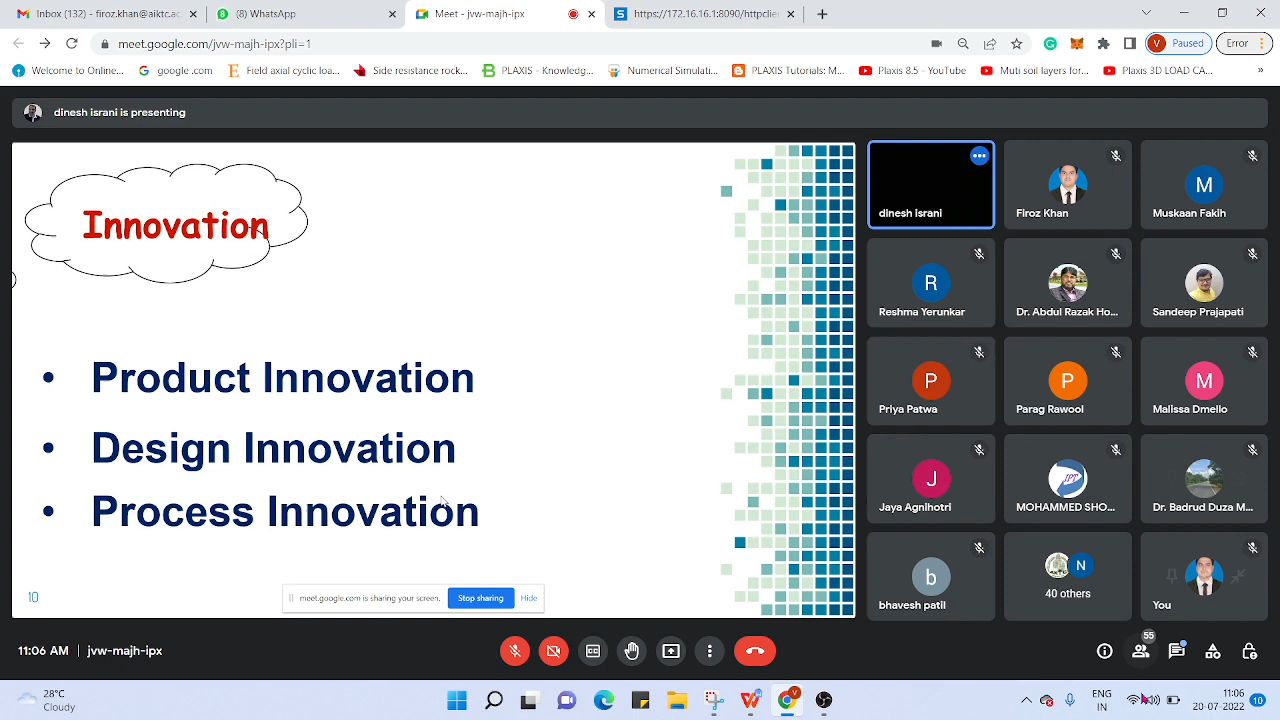 Inbox (33) - firoz.khan@aktc.ac
(132) WhatsApp
8
Meet - jvw-majh-ipx
https://172.16.16.1:8090/httpclie
meet.google.com/jvw-majh-ipx?pli=1
V Paused
Error
Welcome to Online...
google.com
Field axial cyclic loa...
Side resistance rock...
PLAXIS - Knowledg...
Numerical Simulati...
PLAXIS Tutorials: M...
Plaxis 8.5 - YouTube
Muti soil layers for...
Plaxis 3D LOAD CA...
»
dinesh israni is presenting
Innovation
• Product Innovation
• Design Innovation
• Process Innovation
10
meet.google.com is sharing your screen.
Stop sharing
Hide
dinesh israni
Firoz Khan
M
Muskaan Fakih
R
Reshma Yerunkar
Dr. Abdul Razak Ho...
Sandeep Prajapati
P
Priya Patwa
P
Parag Rawool
M
Malissa Dmello
J
Jaya Agnihotri
IPT
MOHAMMED SHO...
Dr. Badrud Duza M...
b
bhavesh patil
N
40 others
You
11:06 AM | jvw-majh-ipx
55
28°C
Cloudy
V
ENG
IN
11:06
20-07-2022
10